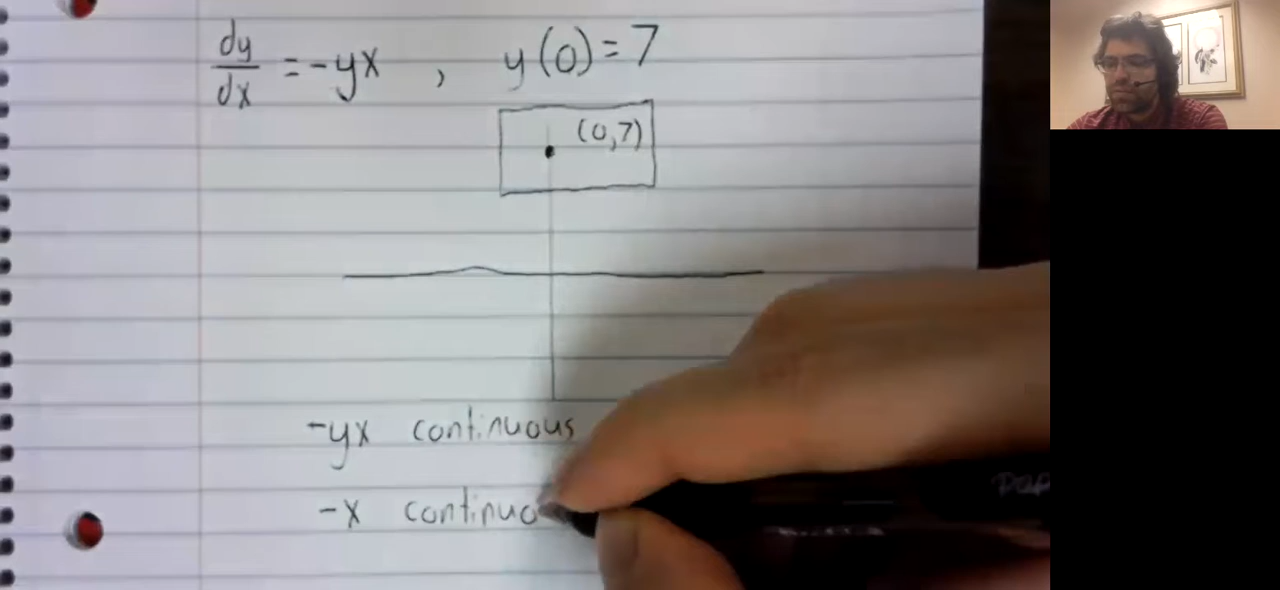 dy/dx = -yx , y(0) = 7
(0,7)
-yx continuous
-x continuo